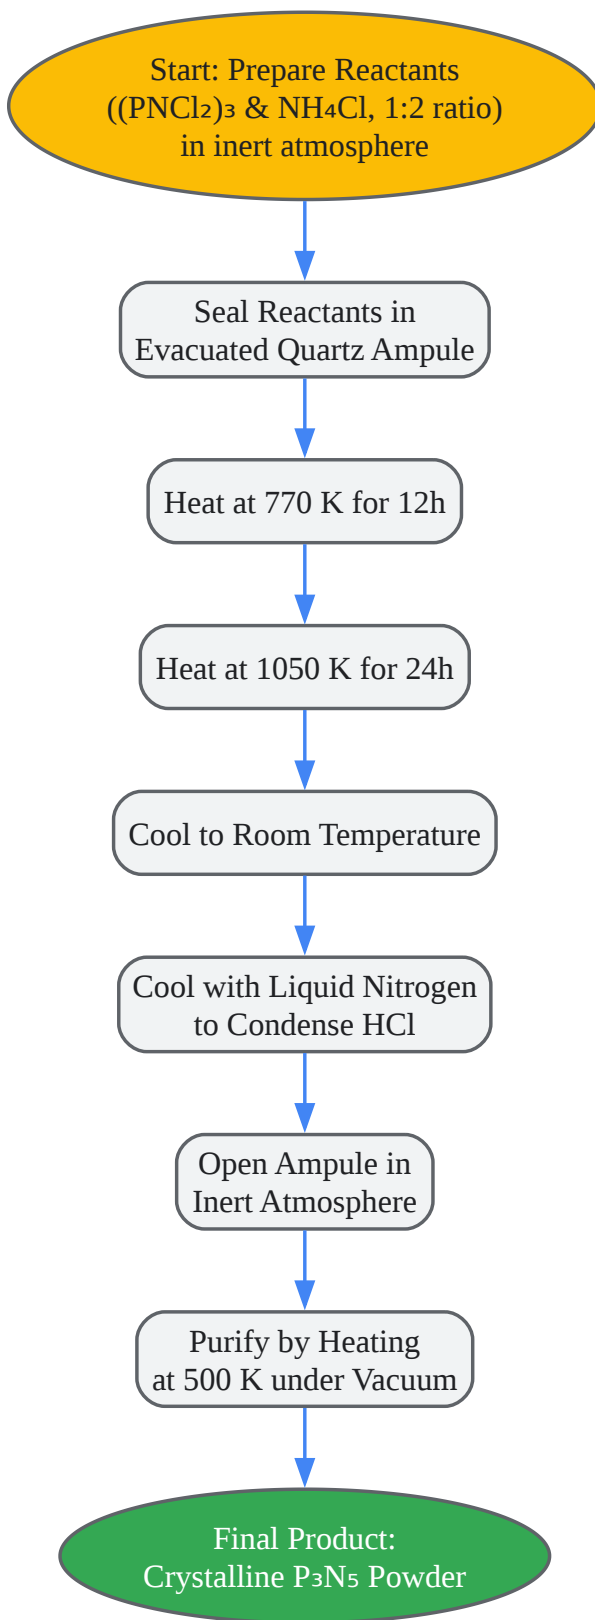 Start: Prepare Reactants
((PNCl₂)₃ & NH₄Cl, 1:2 ratio)
in inert atmosphere
Seal Reactants in
Evacuated Quartz Ampule
Heat at 770 K for 12h
Heat at 1050 K for 24h
Cool to Room Temperature
Cool with Liquid Nitrogen
to Condense HCl
Open Ampule in
Inert Atmosphere
Purify by Heating
at 500 K under Vacuum
Final Product:
Crystalline P₃N₅ Powder